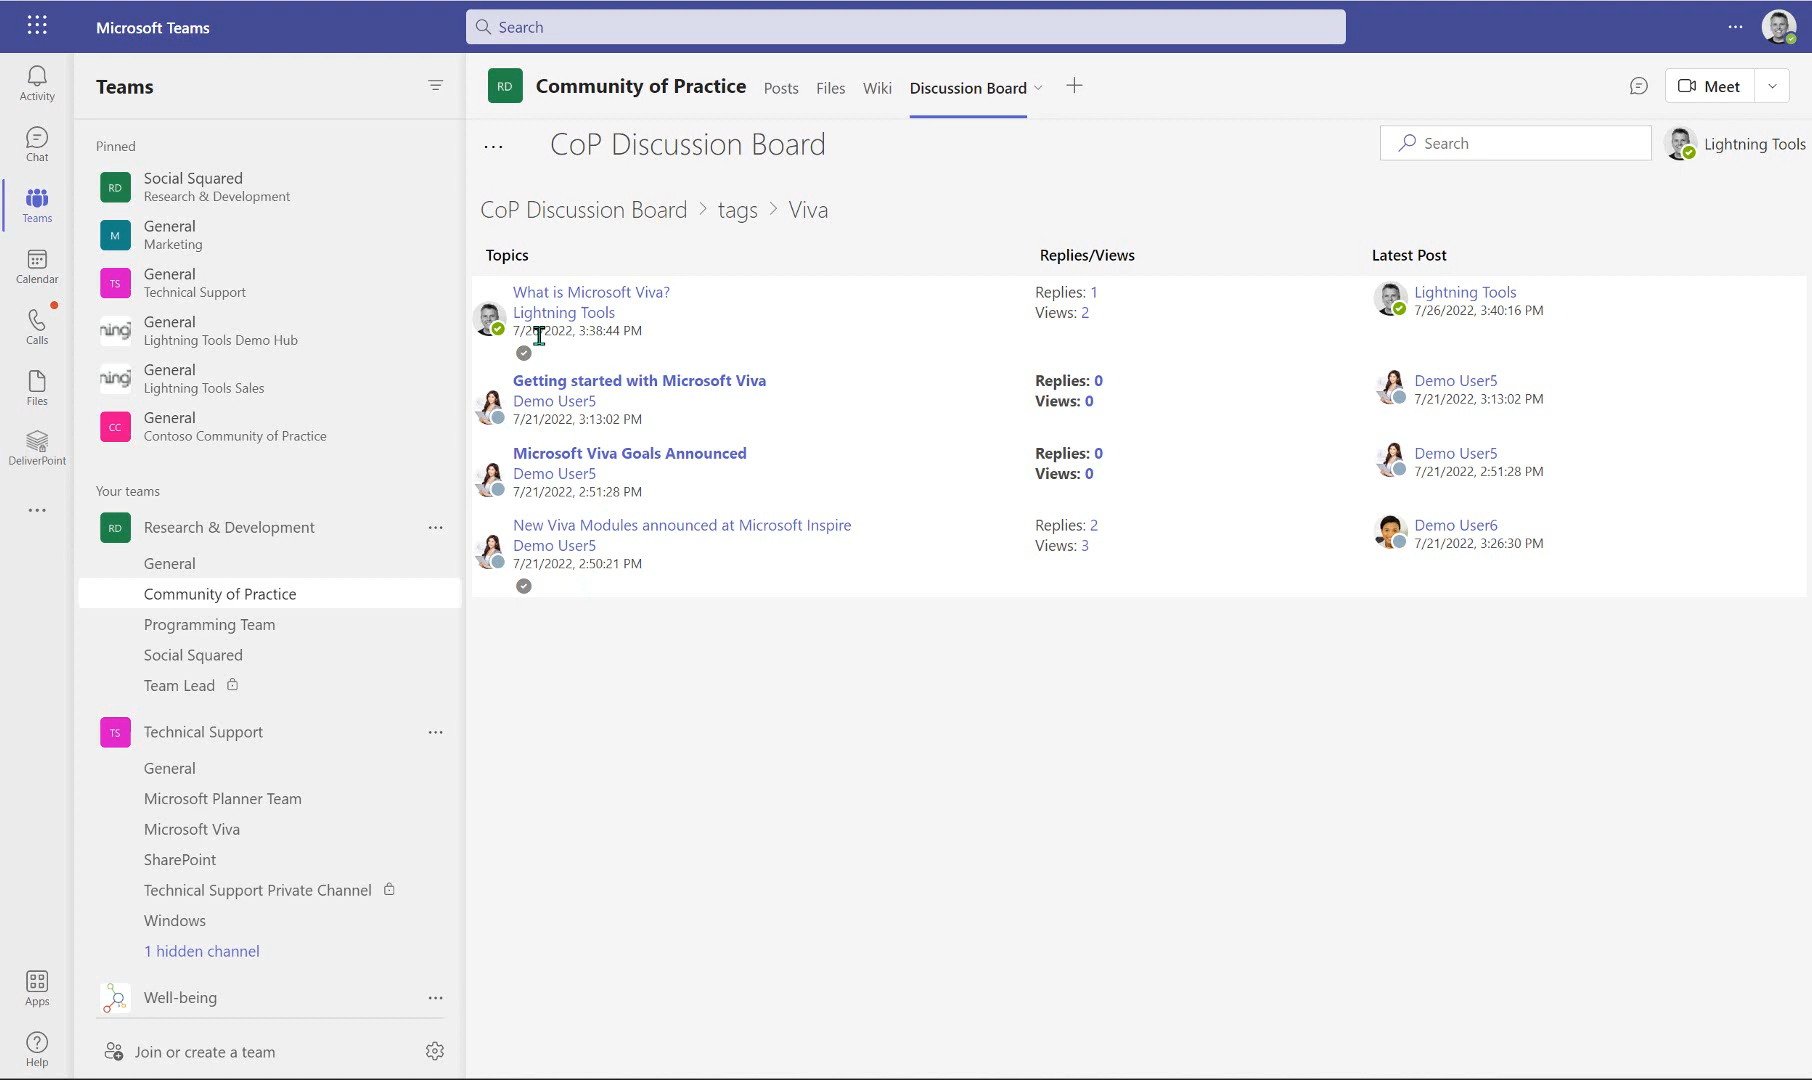 Microsoft Teams
Search
Activity
Chat
Teams
Calendar
Calls
Files
DeliverPoint
Apps
Help
Teams
Pinned
RD Social Squared
Research & Development
M General
Marketing
TS General
Technical Support
ning General
Lightning Tools Demo Hub
ning General
Lightning Tools Sales
CC General
Contoso Community of Practice
Your teams
RD Research & Development
General
Community of Practice
Programming Team
Social Squared
Team Lead
TS Technical Support
General
Microsoft Planner Team
Microsoft Viva
SharePoint
Technical Support Private Channel
Windows
1 hidden channel
Well-being
Join or create a team
RD Community of Practice Posts Files Wiki Discussion Board Meet
CoP Discussion Board Search Lightning Tools
CoP Discussion Board > tags > Viva
Topics Replies/Views Latest Post
What is Microsoft Viva? Replies: 1 Lightning Tools
Lightning Tools Views: 2 7/26/2022, 3:40:16 PM
7/26/2022, 3:38:44 PM
Getting started with Microsoft Viva Replies: 0 Demo User5
Demo User5 Views: 0 7/21/2022, 3:13:02 PM
7/21/2022, 3:13:02 PM
Microsoft Viva Goals Announced Replies: 0 Demo User5
Demo User5 Views: 0 7/21/2022, 2:51:28 PM
7/21/2022, 2:51:28 PM
New Viva Modules announced at Microsoft Inspire Replies: 2 Demo User6
Demo User5 Views: 3 7/21/2022, 3:26:30 PM
7/21/2022, 2:50:21 PM